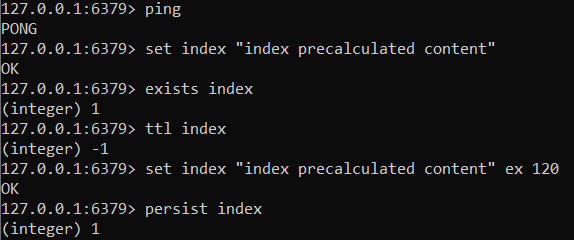 127.0.0.1:6379> ping
PONG
127.0.0.1:6379> set index "index precalculated content"
OK
127.0.0.1:6379> exists index
(integer) 1
127.0.0.1:6379> ttl index
(integer) -1
127.0.0.1:6379> set index "index precalculated content" ex 120
OK
127.0.0.1:6379> persist index
(integer) 1